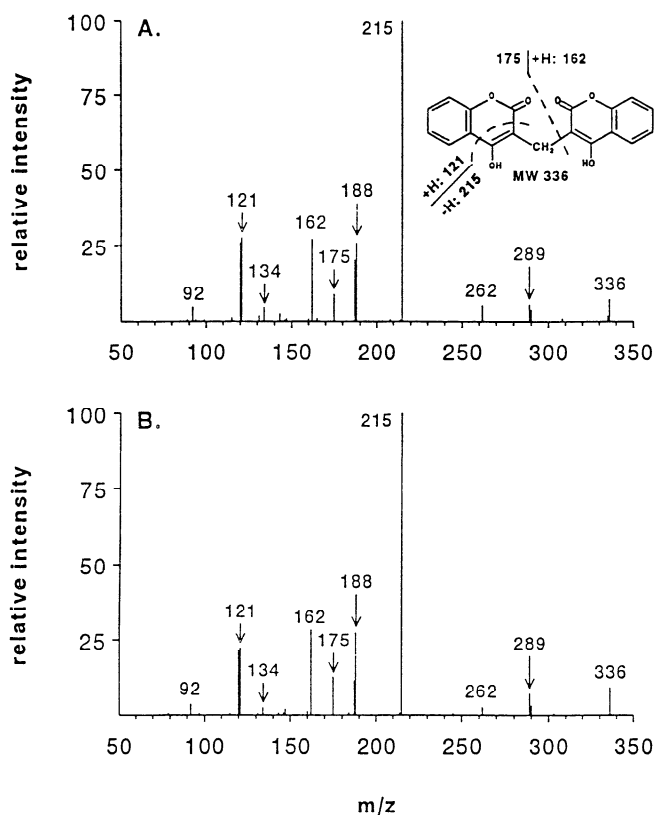 A.
relative intensity
100
75
50
25
50 100 150 200 250 300 350
92
121
134
162
175
188
215
262
289
336
175 +H: 162
O O O O
CH2
OH HO
MW 336
+H: 121
-H: 215
B.
relative intensity
100
75
50
25
50 100 150 200 250 300 350
92
121
134
162
175
188
215
262
289
336
m/z